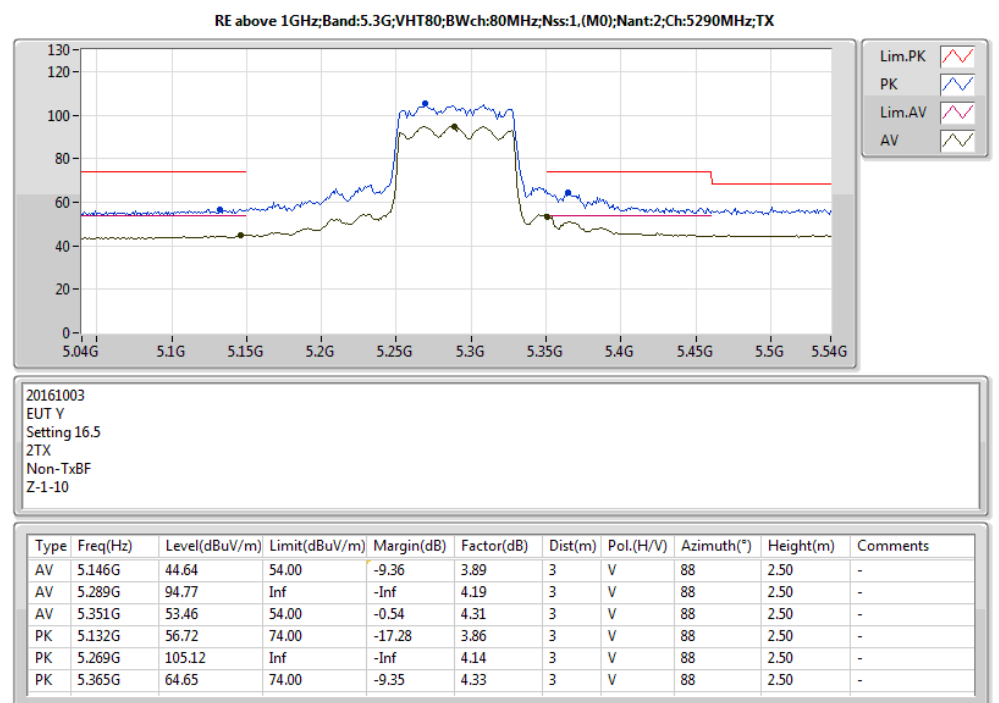 RE above 1GHz;Band:5.3G;VHT80;BWch:80MHz;Nss:1,(M0);Nant:2;Ch:5290MHz;TX
130
120
100
80
60
40
20
0
5.04G 5.1G 5.15G 5.2G 5.25G 5.3G 5.35G 5.4G 5.45G 5.5G 5.54G
Lim.PK
PK
Lim.AV
AV
20161003
EUT Y
Setting 16.5
2TX
Non-TxBF
Z-1-10
Type Freq(Hz) Level(dBuV/m) Limit(dBuV/m) Margin(dB) Factor(dB) Dist(m) Pol.(H/V) Azimuth(°) Height(m) Comments
AV 5.146G 44.64 54.00 -9.36 3.89 3 V 88 2.50 -
AV 5.289G 94.77 Inf -Inf 4.19 3 V 88 2.50 -
AV 5.351G 53.46 54.00 -0.54 4.31 3 V 88 2.50 -
PK 5.132G 56.72 74.00 -17.28 3.86 3 V 88 2.50 -
PK 5.269G 105.12 Inf -Inf 4.14 3 V 88 2.50 -
PK 5.365G 64.65 74.00 -9.35 4.33 3 V 88 2.50 -